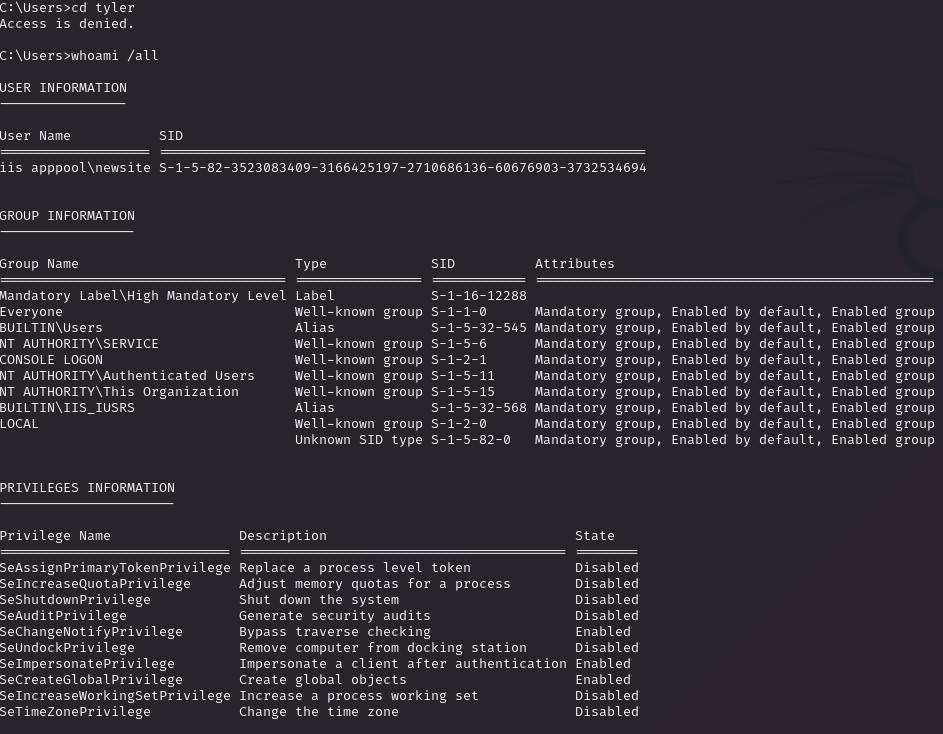 C:\Users>cd tyler
Access is denied.
C:\Users>whoami /all
USER INFORMATION
----------------
User Name          SID
================== =============================================================
iis apppool\newsite S-1-5-82-3523083409-3166425197-2710686136-60676903-3732534694
GROUP INFORMATION
-----------------
Group Name                           Type             SID          Attributes
==================================== ================ ============ ==================================================
Mandatory Label\High Mandatory Level Label            S-1-16-12288
Everyone                             Well-known group S-1-1-0      Mandatory group, Enabled by default, Enabled group
BUILTIN\Users                        Alias            S-1-5-32-545 Mandatory group, Enabled by default, Enabled group
NT AUTHORITY\SERVICE                 Well-known group S-1-5-6      Mandatory group, Enabled by default, Enabled group
CONSOLE LOGON                        Well-known group S-1-2-1      Mandatory group, Enabled by default, Enabled group
NT AUTHORITY\Authenticated Users     Well-known group S-1-5-11     Mandatory group, Enabled by default, Enabled group
NT AUTHORITY\This Organization       Well-known group S-1-5-15     Mandatory group, Enabled by default, Enabled group
BUILTIN\IIS_IUSRS                    Alias            S-1-5-32-568 Mandatory group, Enabled by default, Enabled group
LOCAL                                Well-known group S-1-2-0      Mandatory group, Enabled by default, Enabled group
                                     Unknown SID type S-1-5-82-0   Mandatory group, Enabled by default, Enabled group
PRIVILEGES INFORMATION
----------------------
Privilege Name                Description                               State
============================= ========================================= ========
SeAssignPrimaryTokenPrivilege Replace a process level token             Disabled
SeIncreaseQuotaPrivilege      Adjust memory quotas for a process        Disabled
SeShutdownPrivilege           Shut down the system                      Disabled
SeAuditPrivilege              Generate security audits                  Disabled
SeChangeNotifyPrivilege       Bypass traverse checking                  Enabled
SeUndockPrivilege             Remove computer from docking station      Disabled
SeImpersonatePrivilege        Impersonate a client after authentication Enabled
SeCreateGlobalPrivilege       Create global objects                     Enabled
SeIncreaseWorkingSetPrivilege Increase a process working set            Disabled
SeTimeZonePrivilege           Change the time zone                      Disabled